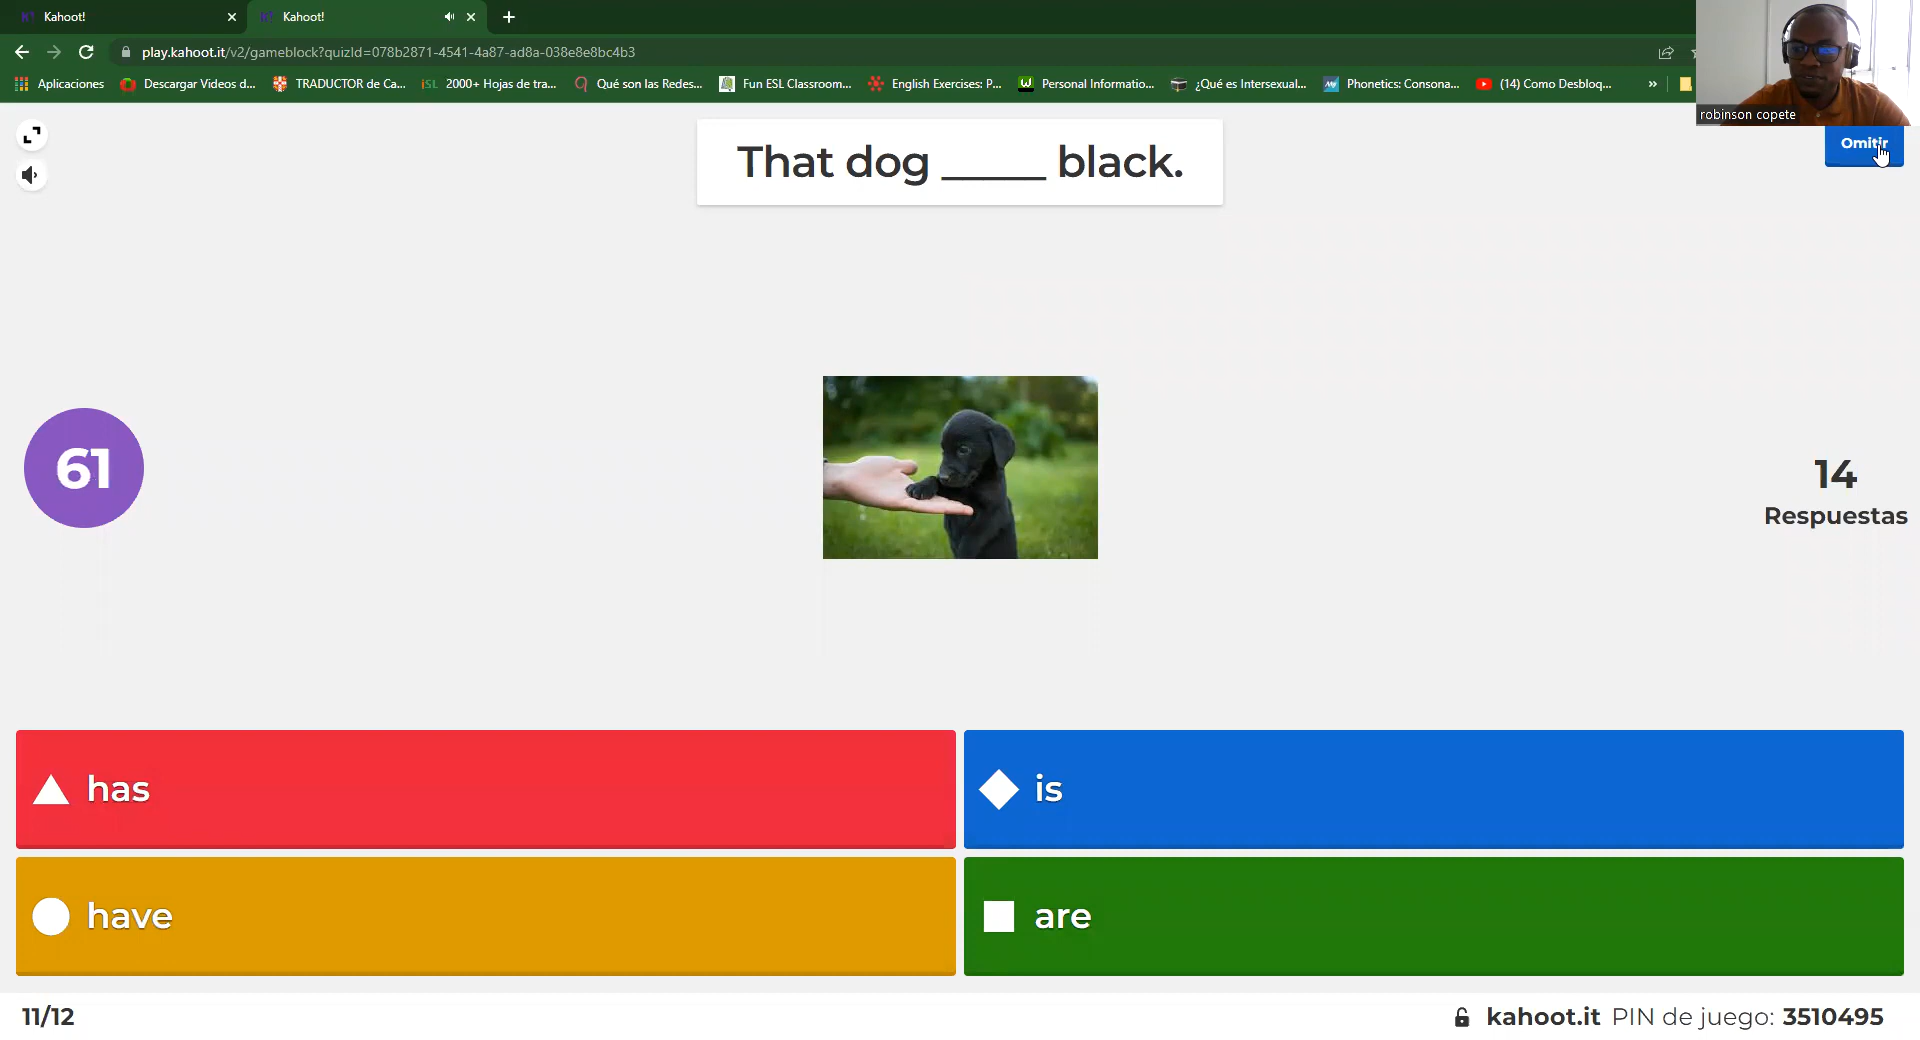 Kahoot!
Kahoot!
play.kahoot.it/v2/gameblock?quizId=078b2871-4541-4a87-ad8a-038e8e8bc4b3
Aplicaciones
Descargar Videos d...
TRADUCTOR de Ca...
iSL 2000+ Hojas de tra...
Qué son las Redes...
Fun ESL Classroom...
English Exercises: P...
Personal Informatio...
¿Qué es Intersexual...
Phonetics: Consona...
(14) Como Desbloq...
»
robinson copete
Omitir
That dog _____ black.
61
14
Respuestas
has
is
have
are
11/12
kahoot.it PIN de juego: 3510495